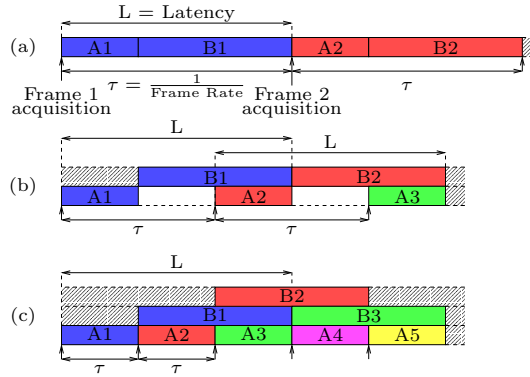 L = Latency
(a) A1 B1 A2 B2
τ = 1/Frame Rate τ
Frame 1 acquisition Frame 2 acquisition
L
L
(b) B1 B2
A1 A2 A3
τ τ
L
B2
(c) B1 B3
A1 A2 A3 A4 A5
τ τ